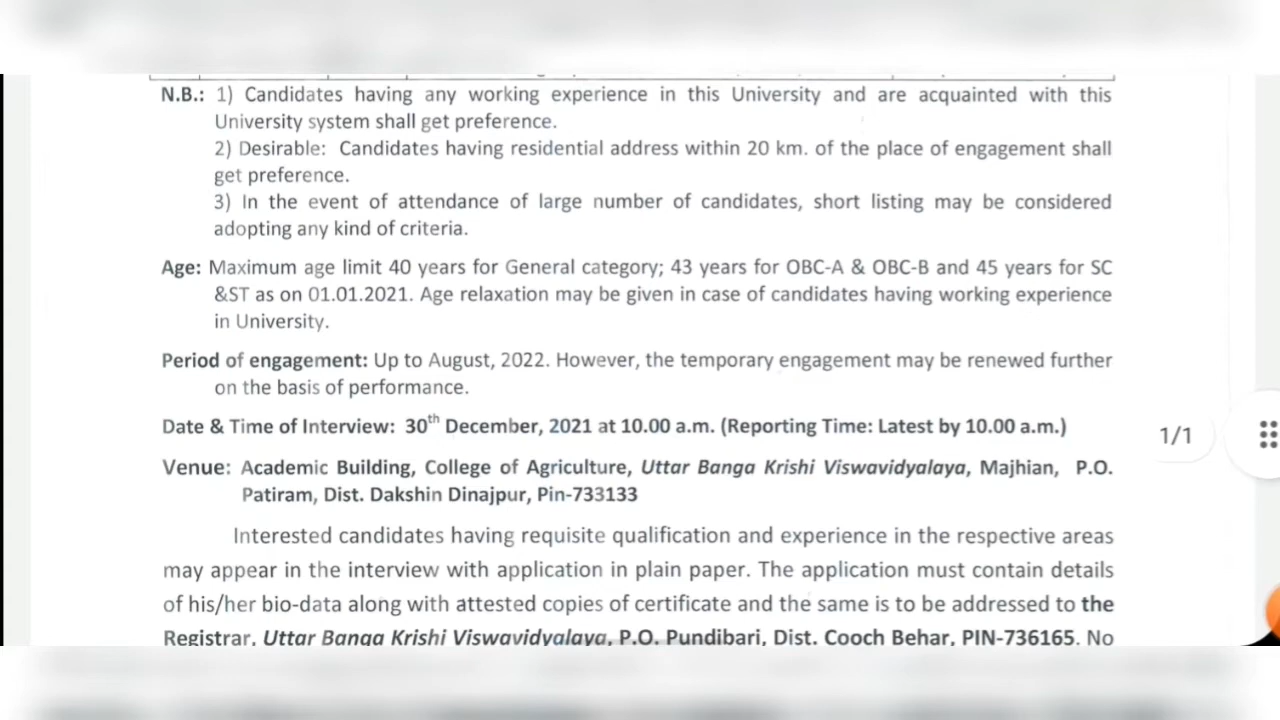 N.B.: 1) Candidates having any working experience in this University and are acquainted with this
University system shall get preference.
2) Desirable: Candidates having residential address within 20 km. of the place of engagement shall
get preference.
3) In the event of attendance of large number of candidates, short listing may be considered
adopting any kind of criteria.
Age: Maximum age limit 40 years for General category; 43 years for OBC-A & OBC-B and 45 years for SC
&ST as on 01.01.2021. Age relaxation may be given in case of candidates having working experience
in University.
Period of engagement: Up to August, 2022. However, the temporary engagement may be renewed further
on the basis of performance.
Date & Time of Interview: 30th December, 2021 at 10.00 a.m. (Reporting Time: Latest by 10.00 a.m.)
1/1
Venue: Academic Building, College of Agriculture, Uttar Banga Krishi Viswavidyalaya, Majhian, P.O.
Patiram, Dist. Dakshin Dinajpur, Pin-733133
Interested candidates having requisite qualification and experience in the respective areas
may appear in the interview with application in plain paper. The application must contain details
of his/her bio-data along with attested copies of certificate and the same is to be addressed to the
Registrar, Uttar Banga Krishi Viswavidyalaya, P.O. Pundibari, Dist. Cooch Behar, PIN-736165. No